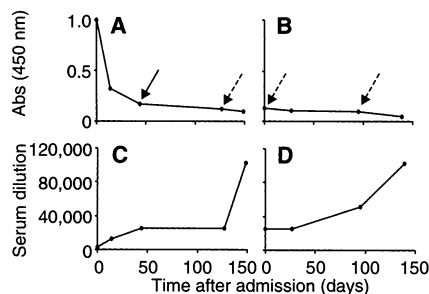 Abs (450 nm)
1.0
0.5
0
A
B
Serum dilution
120,000
80,000
40,000
0
C
D
0 50 100 150 0 50 100 150
Time after admission (days)